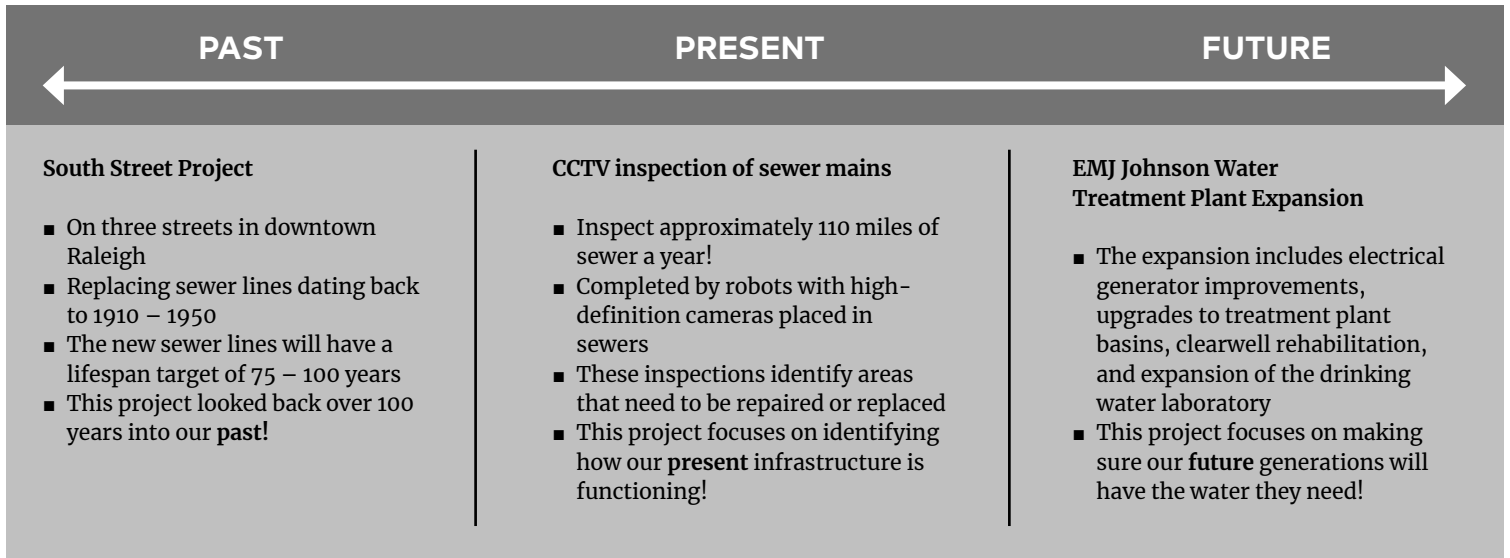 PAST
PRESENT
FUTURE
South Street Project
■ On three streets in downtown
Raleigh
■ Replacing sewer lines dating back
to 1910 – 1950
■ The new sewer lines will have a
lifespan target of 75 – 100 years
■ This project looked back over 100
years into our past!
CCTV inspection of sewer mains
■ Inspect approximately 110 miles of
sewer a year!
■ Completed by robots with high-
definition cameras placed in
sewers
■ These inspections identify areas
that need to be repaired or replaced
■ This project focuses on identifying
how our present infrastructure is
functioning!
EMJ Johnson Water
Treatment Plant Expansion
■ The expansion includes electrical
generator improvements,
upgrades to treatment plant
basins, clearwell rehabilitation,
and expansion of the drinking
water laboratory
■ This project focuses on making
sure our future generations will
have the water they need!